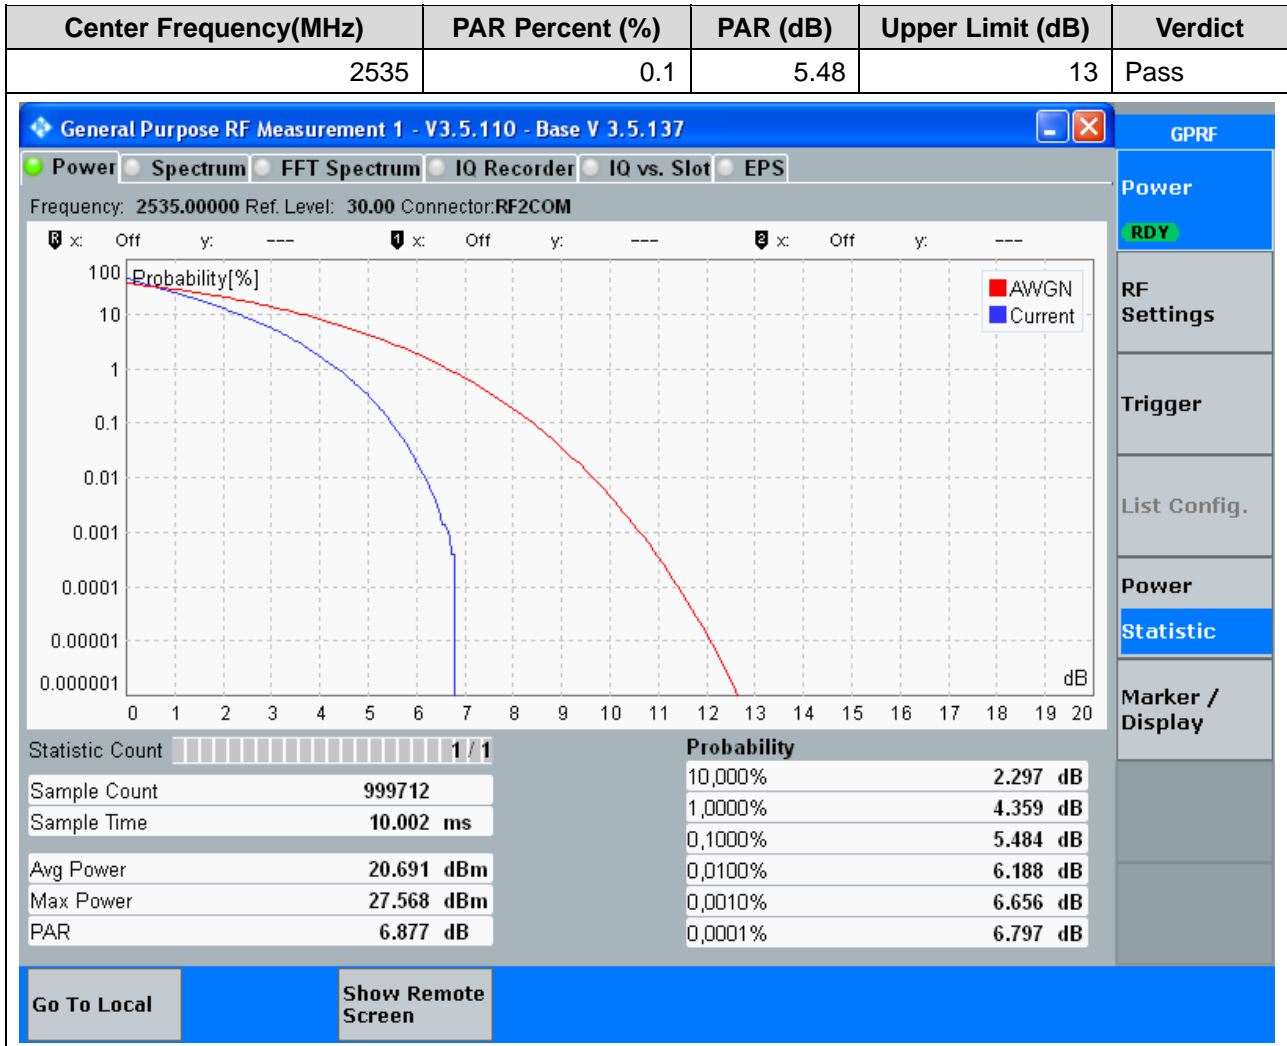 Center Frequency(MHz) PAR Percent (%) PAR (dB) Upper Limit (dB) Verdict
2535 0.1 5.48 13 Pass
General Purpose RF Measurement 1 - V3.5.110 - Base V 3.5.137
GPRF
Power Spectrum FFT Spectrum IQ Recorder IQ vs. Slot EPS
Frequency: 2535.00000 Ref. Level: 30.00 Connector:RF2COM
R x: Off y: --- 1 x: Off y: --- 2 x: Off y: ---
Probability[%]
AWGN
Current
100
10
1
0.1
0.01
0.001
0.0001
0.00001
0.000001
dB
0 1 2 3 4 5 6 7 8 9 10 11 12 13 14 15 16 17 18 19 20
Statistic Count 1 / 1
Sample Count 999712
Sample Time 10.002 ms
Avg Power 20.691 dBm
Max Power 27.568 dBm
PAR 6.877 dB
Probability
10,000% 2.297 dB
1,0000% 4.359 dB
0,1000% 5.484 dB
0,0100% 6.188 dB
0,0010% 6.656 dB
0,0001% 6.797 dB
Power
RDY
RF
Settings
Trigger
List Config.
Power
Statistic
Marker /
Display
Go To Local
Show Remote
Screen